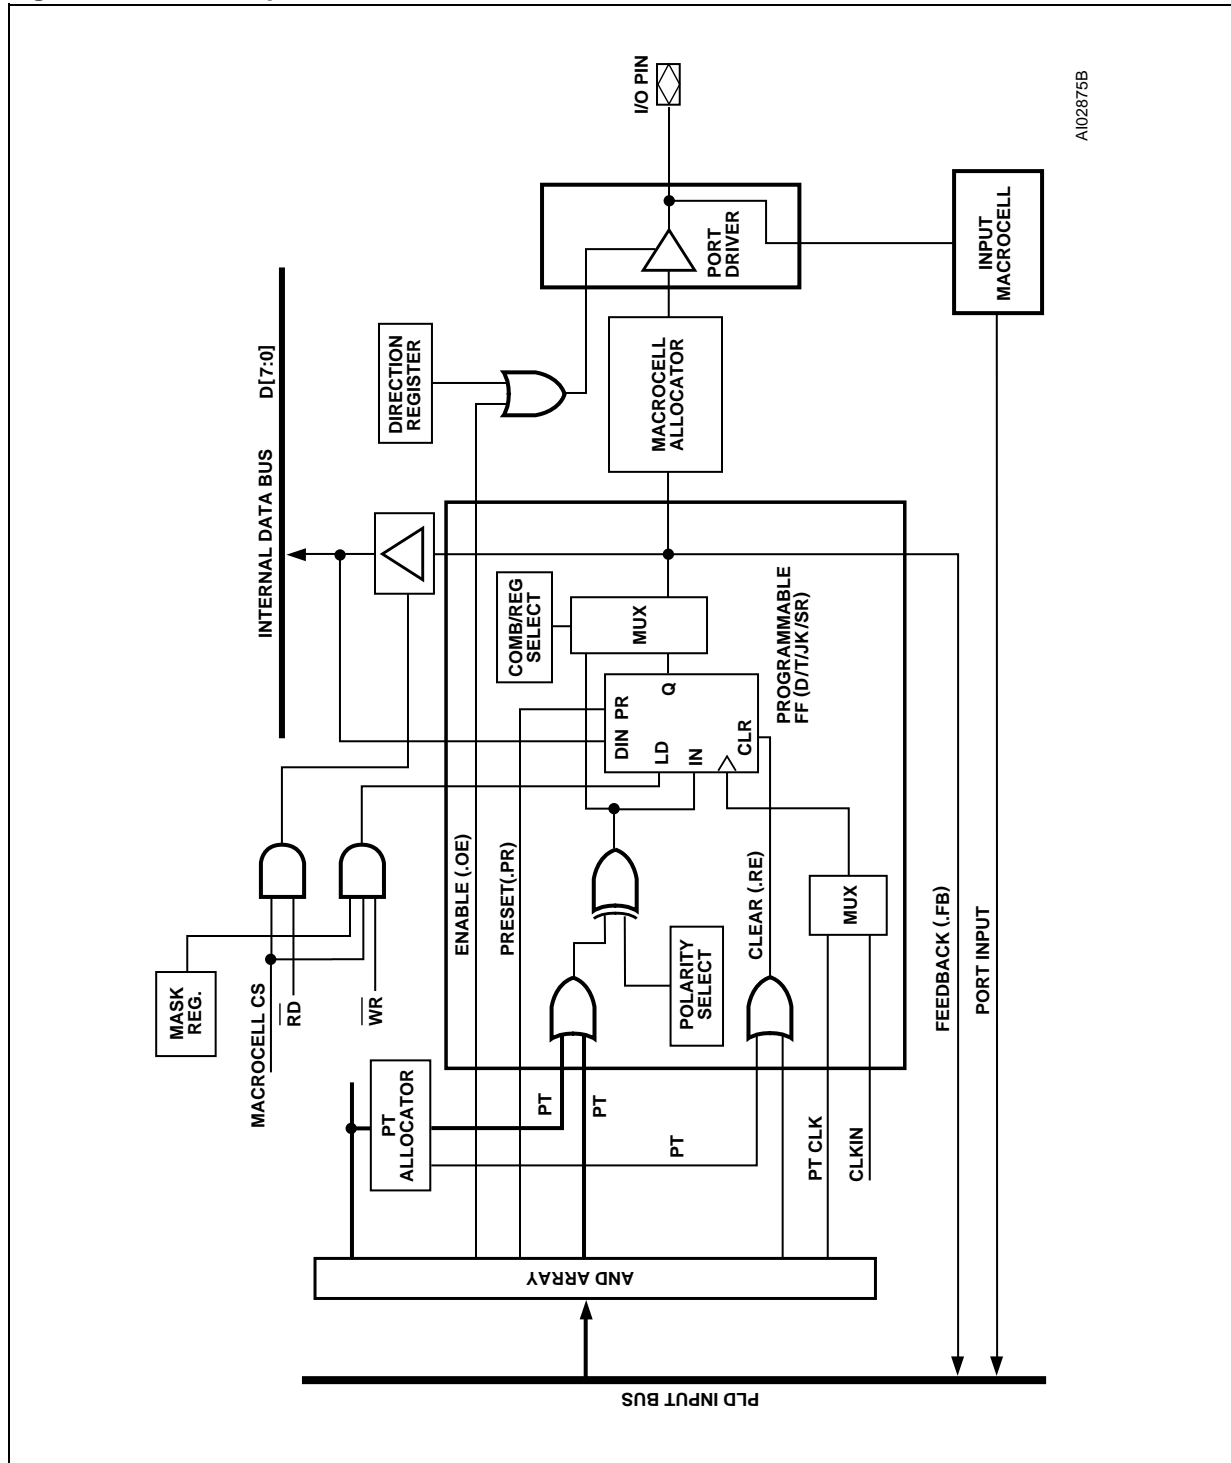 AI02875B
I/O PIN
INTERNAL DATA BUS D[7:0]
DIRECTION
REGISTER
PORT
DRIVER
MACROCELL
ALLOCATOR
INPUT
MACROCELL
COMB/REG
SELECT
MUX
PROGRAMMABLE
FF (D/T/JK/SR)
DIN PR
LD
Q
IN
CLR
ENABLE (.OE)
PRESET(.PR)
CLEAR (.RE)
MUX
POLARITY
SELECT
FEEDBACK (.FB)
PORT INPUT
MASK
REG.
MACROCELL CS
RD
WR
PT
ALLOCATOR
PT
PT
PT
PT CLK
CLKIN
AND ARRAY
PLD INPUT BUS